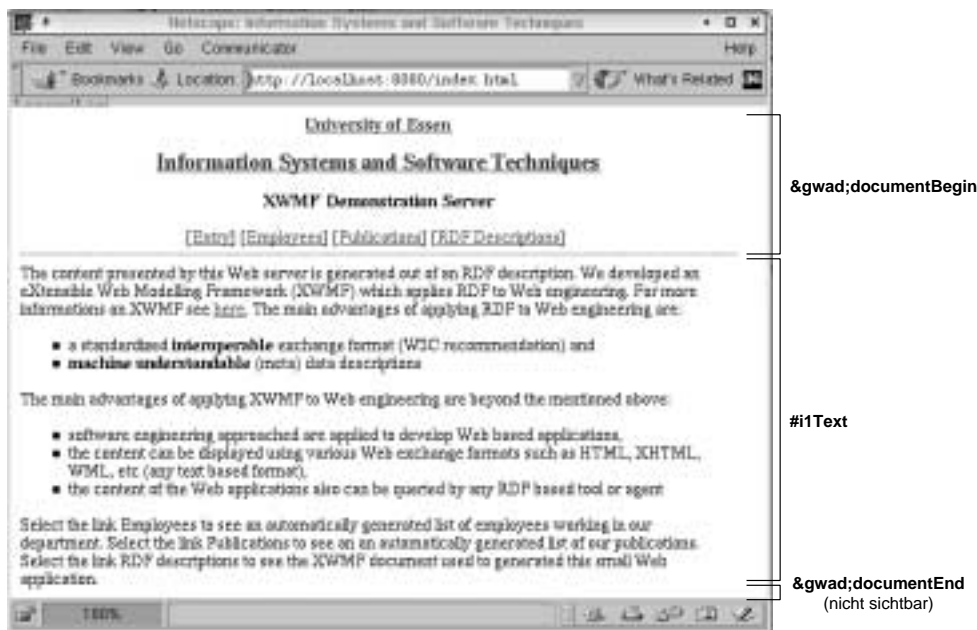 Netscape: Information Systems and Software Techniques
File Edit View Go Communicator Help
Bookmarks Location: http://localhost:8080/index.html What's Related
University of Essen
Information Systems and Software Techniques
XWMF Demonstration Server
[Entry] [Employees] [Publications] [RDF Descriptions]
The content presented by this Web server is generated out of an RDF description. We developed an
eXtensible Web Modelling Framework (XWMF) which applies RDF to Web engineering. For more
informations on XWMF see here. The main advantages of applying RDF to Web engineering are:
a standardized interoperable exchange format (W3C recommendation) and
machine understandable (meta) data descriptions
The main advantages of applying XWMF to Web engineering are beyond the mentioned above:
software engineering approached are applied to develop Web based applications,
the content can be displayed using various Web exchange formats such as HTML, XHTML,
WML, etc (any text based format),
the content of the Web applications also can be queried by any RDF based tool or agent
Select the link Employees to see an automatically generated list of employees working in our
department. Select the link Publications to see an an automatically generated list of our publications.
Select the link RDF descriptions to see the XWMF document used to generated this small Web
application.
100%
&gwad;documentBegin
#i1Text
&gwad;documentEnd
(nicht sichtbar)